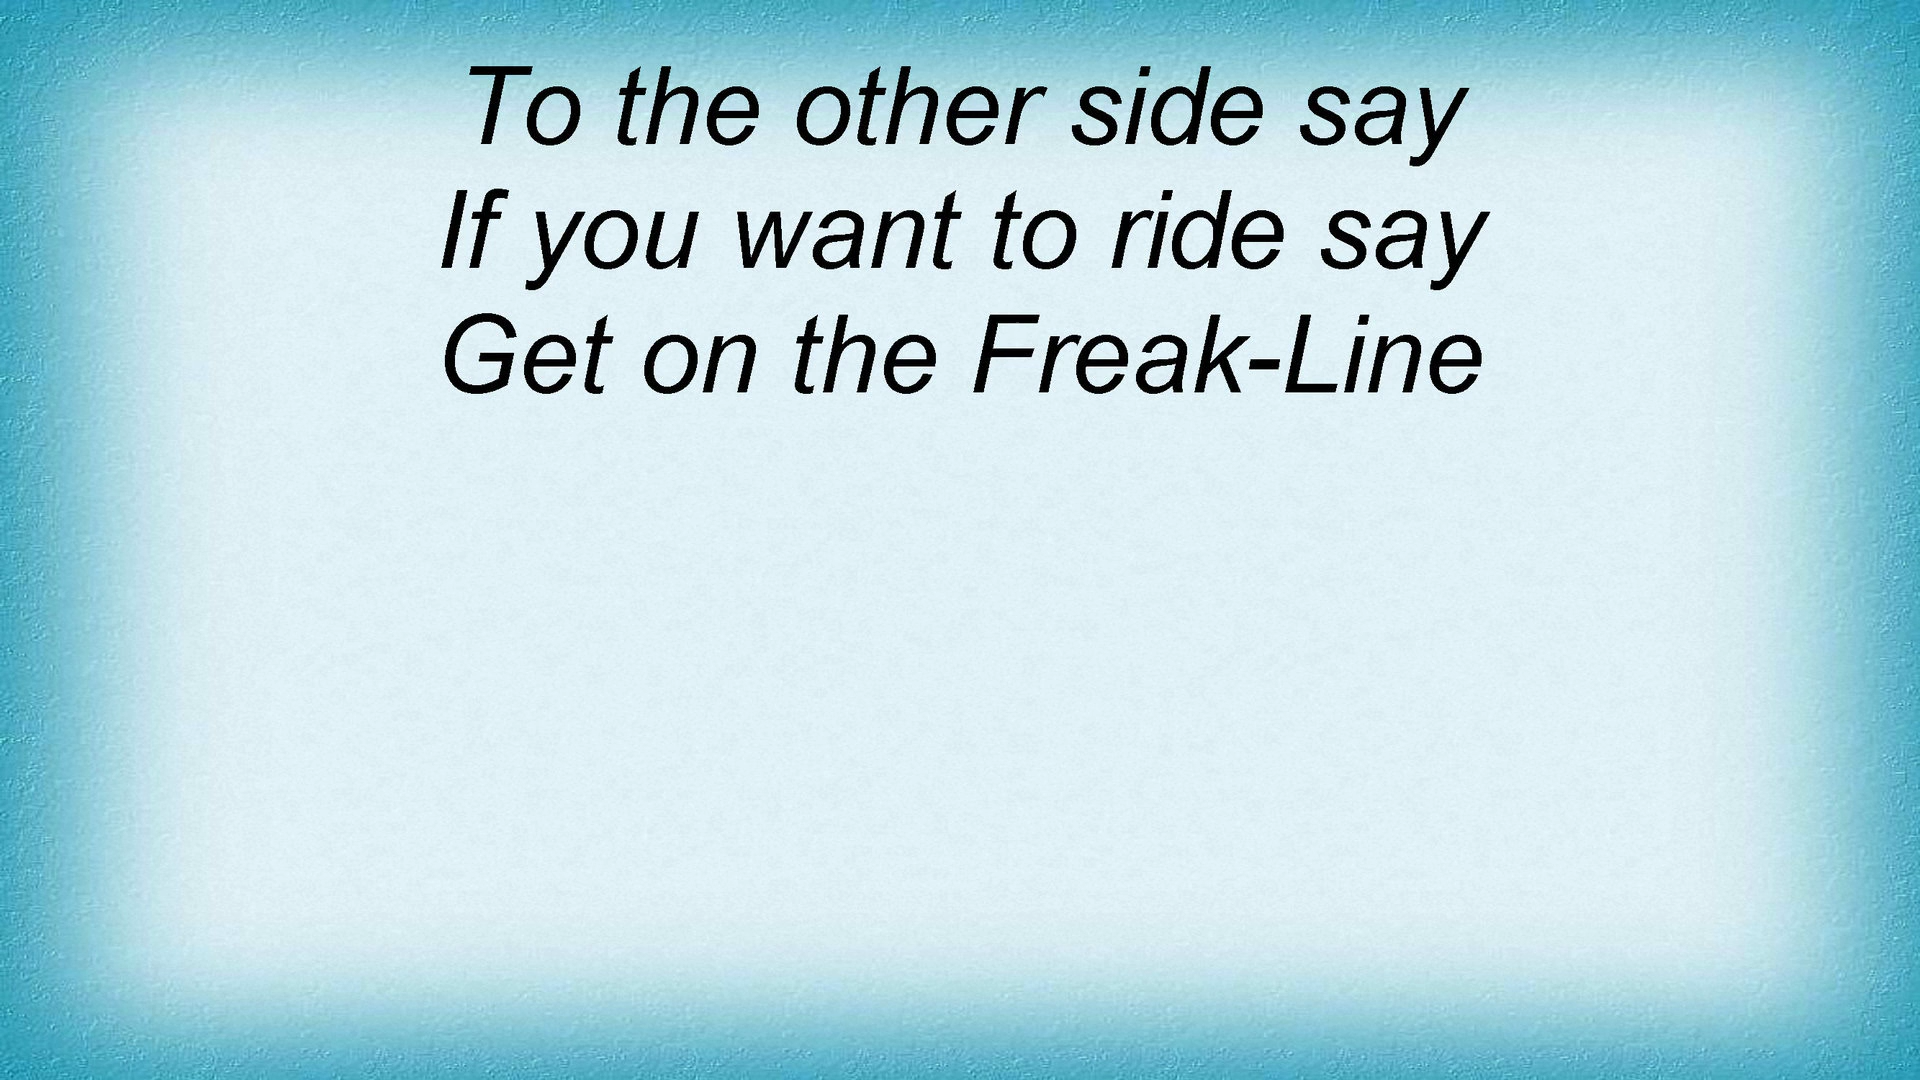 To the other side say
If you want to ride say
Get on the Freak-Line